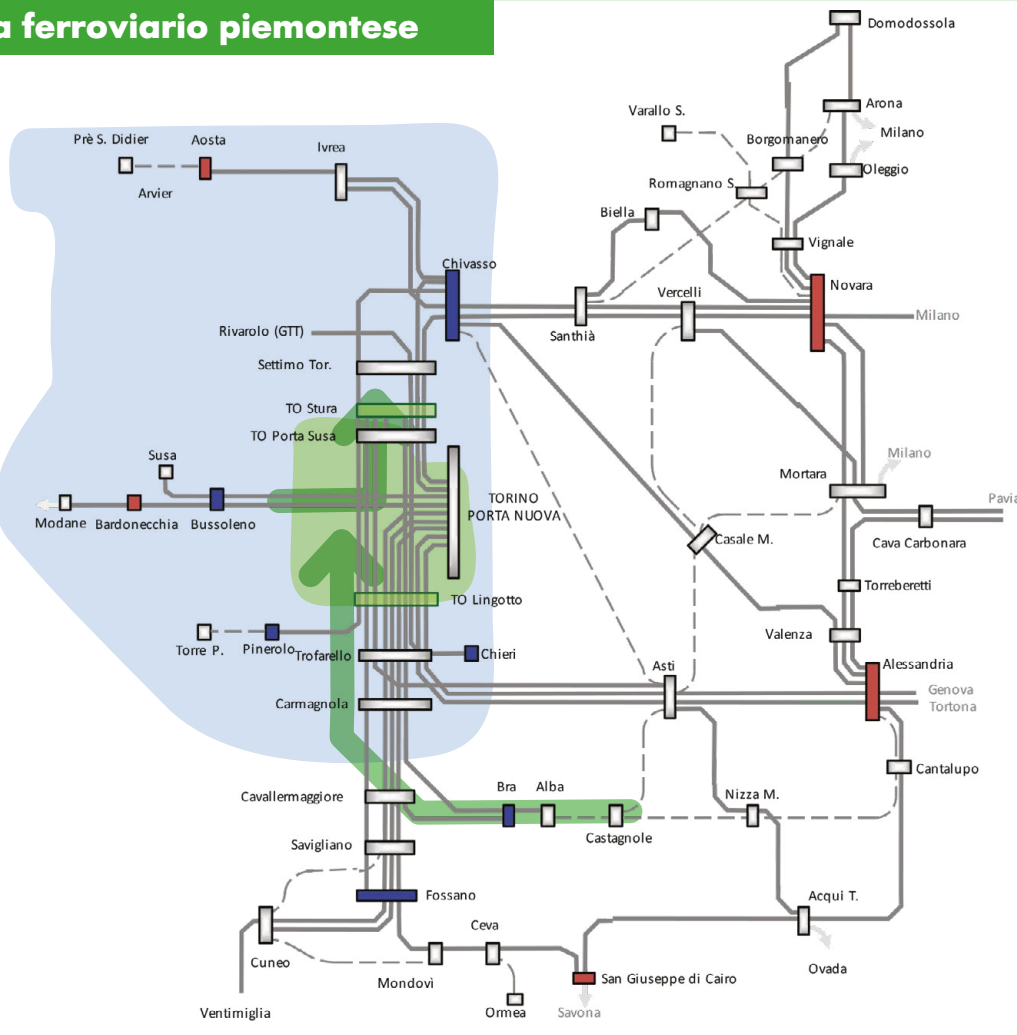 a ferroviario piemontese
Domodossola
Varallo S.
Arona
Milano
Prè S. Didier
Aosta
Ivrea
Borgomanero
Oleggio
Arvier
Romagnano S.
Biella
Vignale
Chivasso
Vercelli
Novara
Rivarolo (GTT)
Milano
Santhià
Settimo Tor.
TO Stura
TO Porta Susa
Susa
Milano
Mortara
TORINO
PORTA NUOVA
Pavia
Modane
Bardonecchia
Bussoleno
Casale M.
Cava Carbonara
Torreberetti
TO Lingotto
Valenza
Torre P.
Pinerolo
Trofarello
Chieri
Asti
Alessandria
Genova
Tortona
Carmagnola
Cantalupo
Cavallermaggiore
Bra
Alba
Nizza M.
Castagnole
Savigliano
Fossano
Acqui T.
Ceva
Cuneo
Ovada
Mondovì
San Giuseppe di Cairo
Ventimiglia
Ormea
Savona